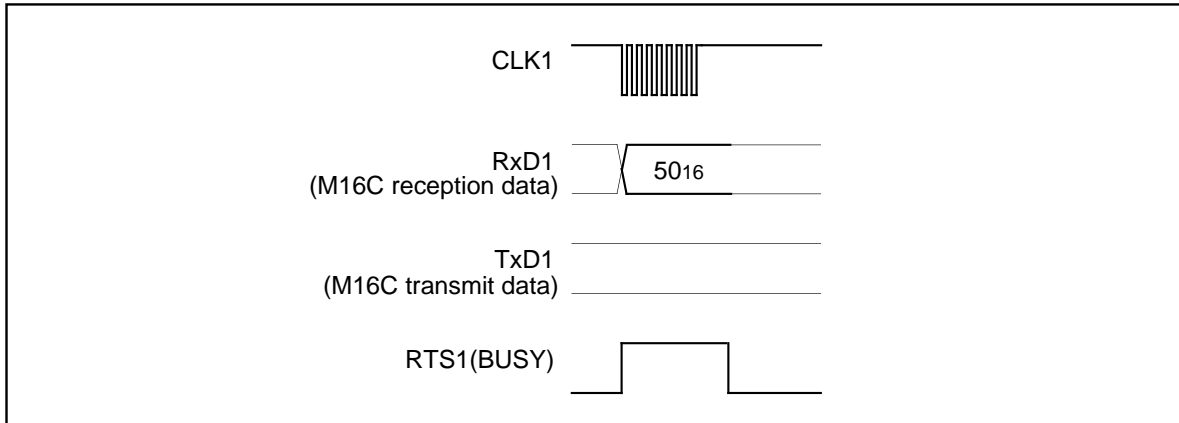 CLK1
RxD1
(M16C reception data)
5016
TxD1
(M16C transmit data)
RTS1(BUSY)